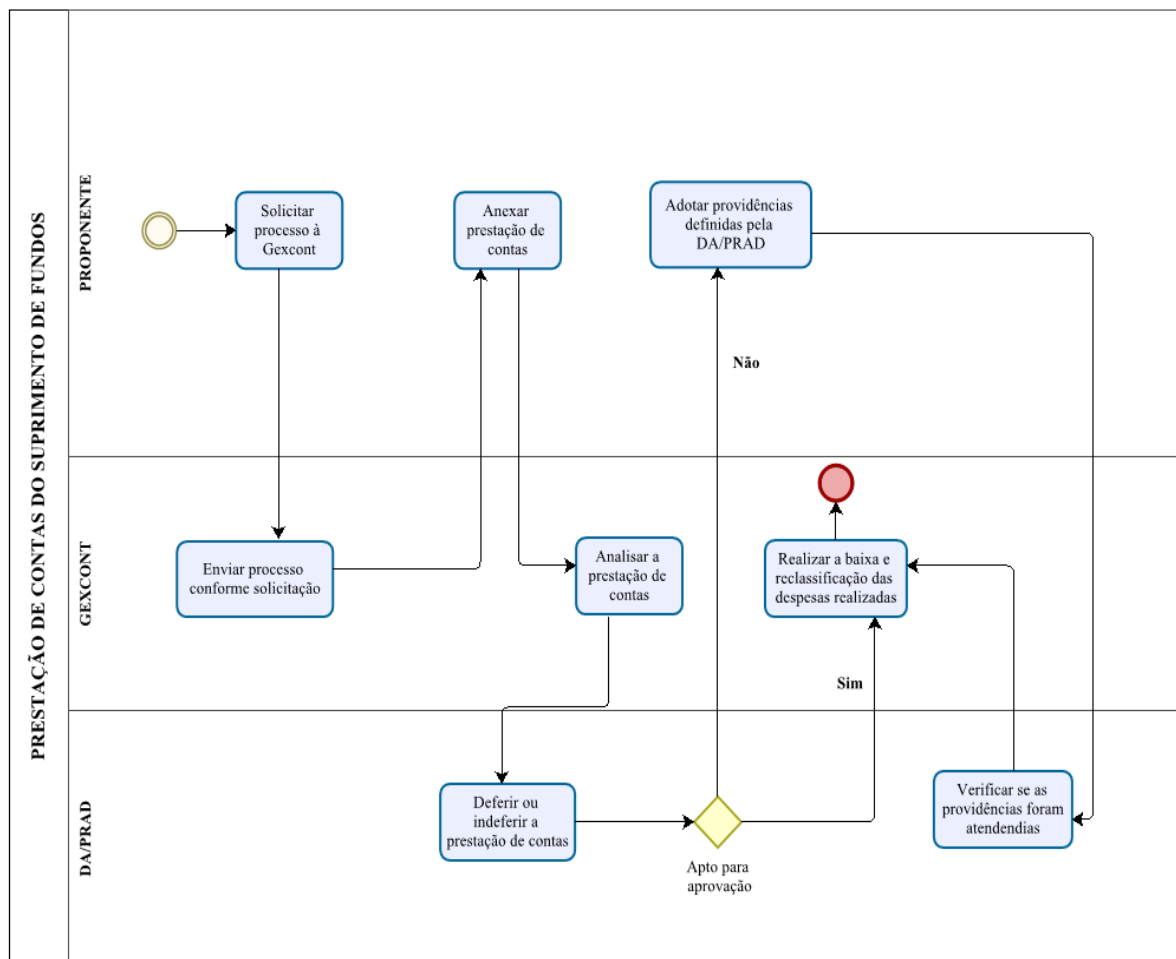 PRESTAÇÃO DE CONTAS DO SUPRIMENTO DE FUNDOS
PROPONENTE
Solicitar
processo à
Gexcont
Anexar
prestação de
contas
Adotar providências
definidas pela
DA/PRAD
Não
GEXCONT
Enviar processo
conforme solicitação
Analisar a
prestação de
contas
Realizar a baixa e
reclassificação das
despesas realizadas
Sim
DA/PRAD
Deferir ou
indeferir a
prestação de contas
Apto para
aprovação
Verificar se as
providências foram
atendendias